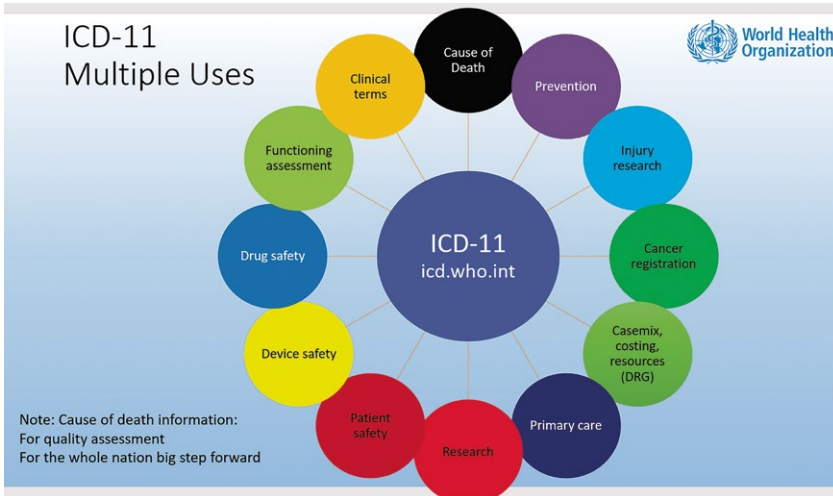 ICD-11
Multiple Uses
World Health
Organization
Cause of
Death
Prevention
Injury
research
Cancer
registration
Casemix,
costing,
resources
(DRG)
Primary care
Research
Patient
safety
Device safety
Drug safety
Functioning
assessment
Clinical
terms
ICD-11
icd.who.int
Note: Cause of death information:
For quality assessment
For the whole nation big step forward